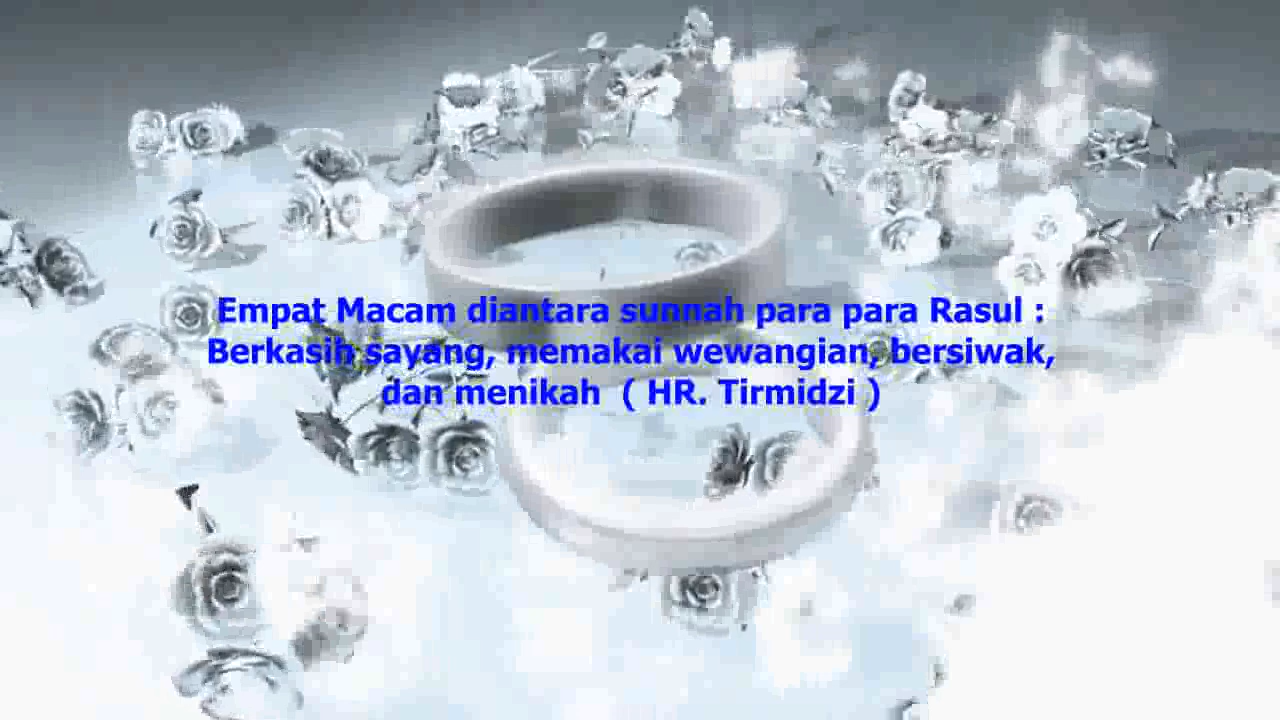 Empat Macam diantara sunnah para para Rasul :
Berkasih sayang, memakai wewangian, bersiwak,
dan menikah ( HR. Tirmidzi )